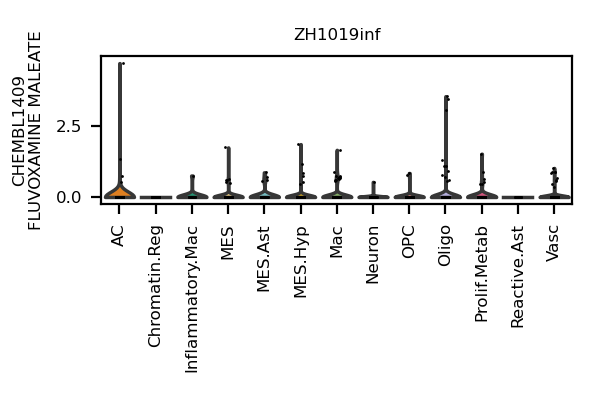 ZH1019inf
CHEMBL1409
FLUVOXAMINE MALEATE
2.5
0.0
AC
Chromatin.Reg
Inflammatory.Mac
MES
MES.Ast
MES.Hyp
Mac
Neuron
OPC
Oligo
Prolif.Metab
Reactive.Ast
Vasc